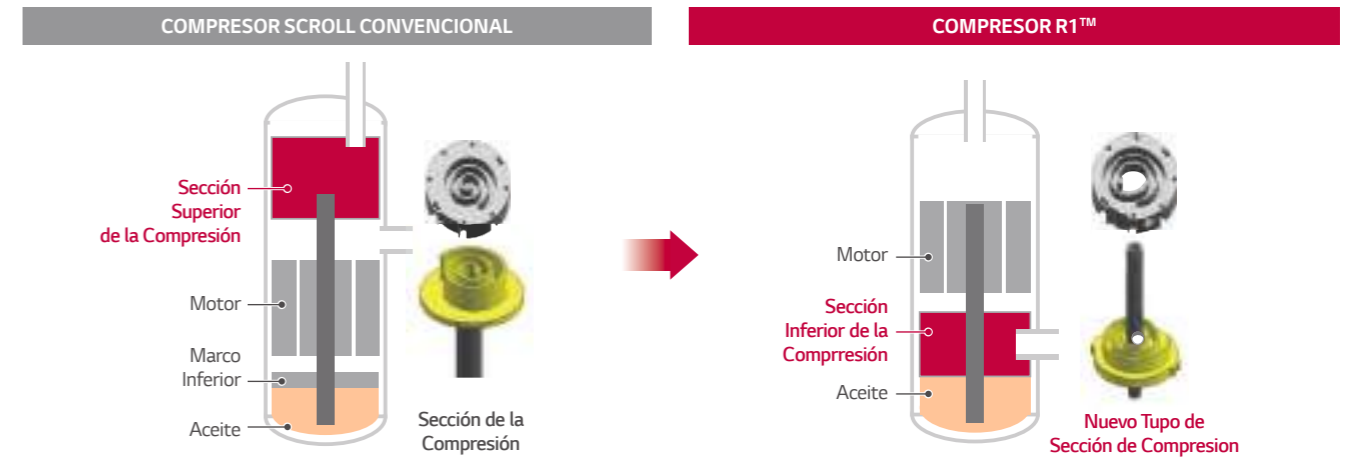 COMPRESOR SCROLL CONVENCIONAL
Sección
Superior
de la Compresión
Motor
Marco
Inferior
Aceite
Sección de la
Compresión
COMPRESOR R1™
Motor
Sección
Inferior de la
Comprresión
Aceite
Nuevo Tupo de
Sección de Compresion